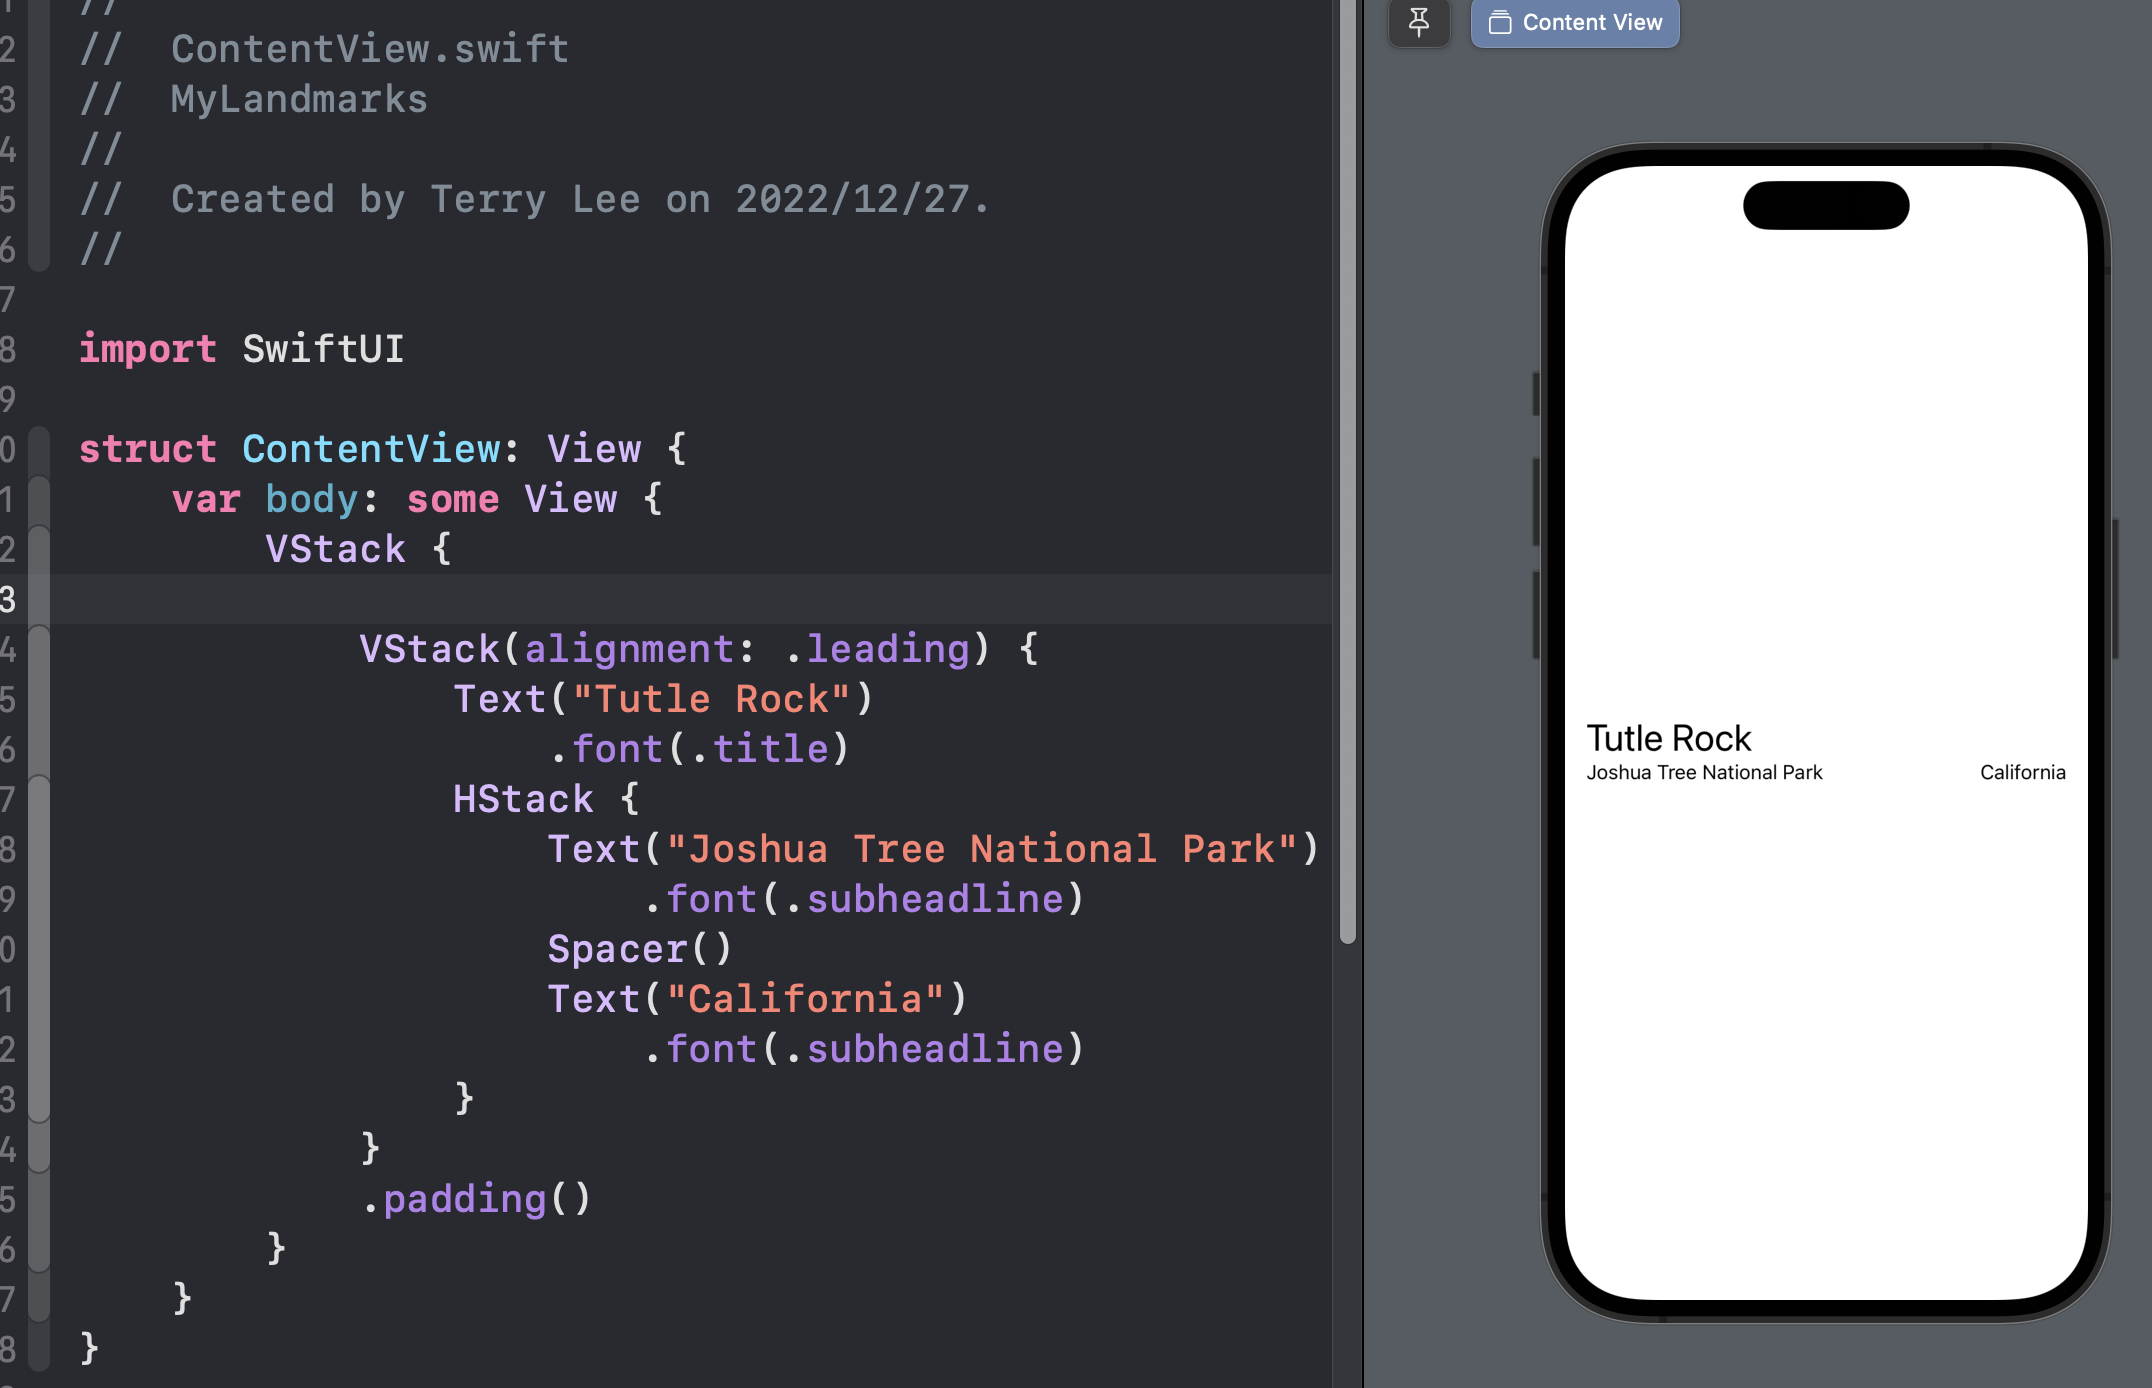 1 //
2 //  ContentView.swift
3 //  MyLandmarks
4 //
5 //  Created by Terry Lee on 2022/12/27.
6 //
7
8 import SwiftUI
9
0 struct ContentView: View {
1     var body: some View {
2         VStack {
3
4             VStack(alignment: .leading) {
5                 Text("Tutle Rock")
6                     .font(.title)
7                 HStack {
8                     Text("Joshua Tree National Park")
9                         .font(.subheadline)
0                     Spacer()
1                     Text("California")
2                         .font(.subheadline)
3                 }
4             }
5             .padding()
6         }
7     }
8 }
Content View
Tutle Rock
Joshua Tree National Park California